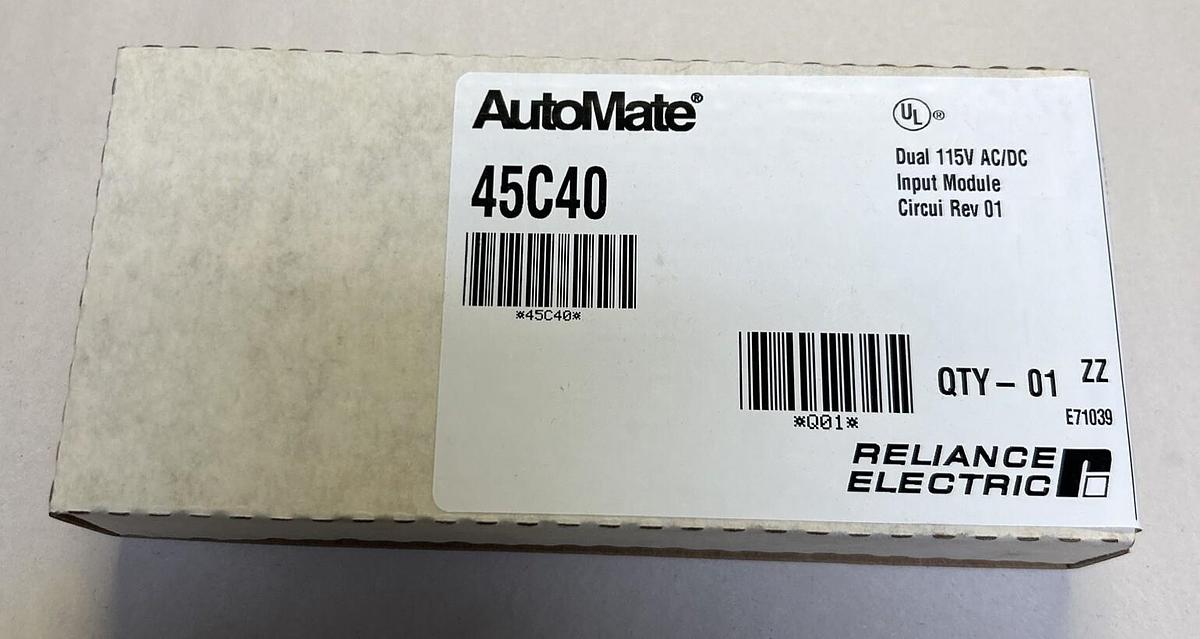 AutoMate®
UL®
Dual 115V AC/DC
Input Module
Circui Rev 01
45C40
*45C40*
*Q01*
QTY – 01
ZZ
E71039
RELIANCE
ELECTRIC